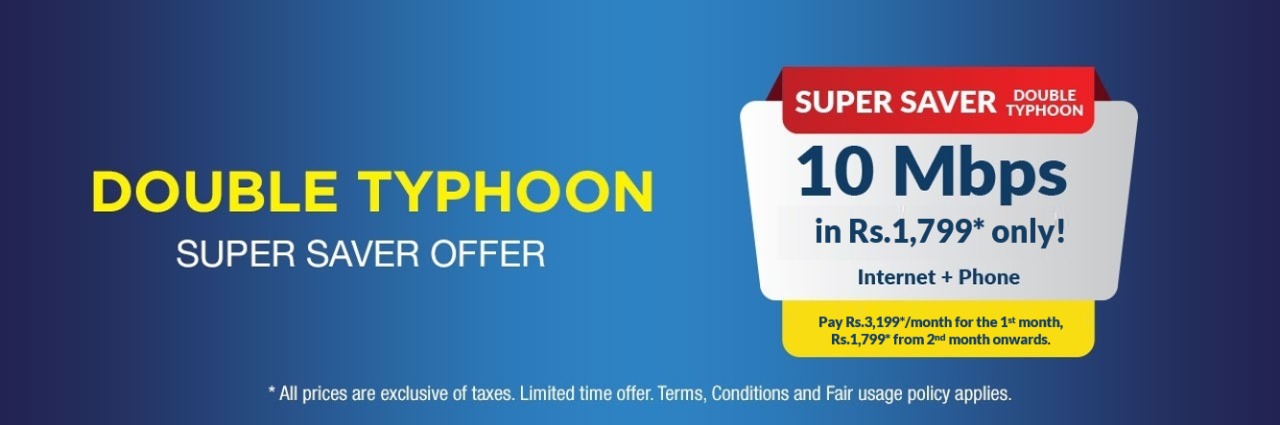 DOUBLE TYPHOON
SUPER SAVER OFFER
SUPER SAVER DOUBLE TYPHOON
10 Mbps
in Rs.1,799* only!
Internet + Phone
Pay Rs.3,199*/month for the 1st month,
Rs.1,799* from 2nd month onwards.
* All prices are exclusive of taxes. Limited time offer. Terms, Conditions and Fair usage policy applies.